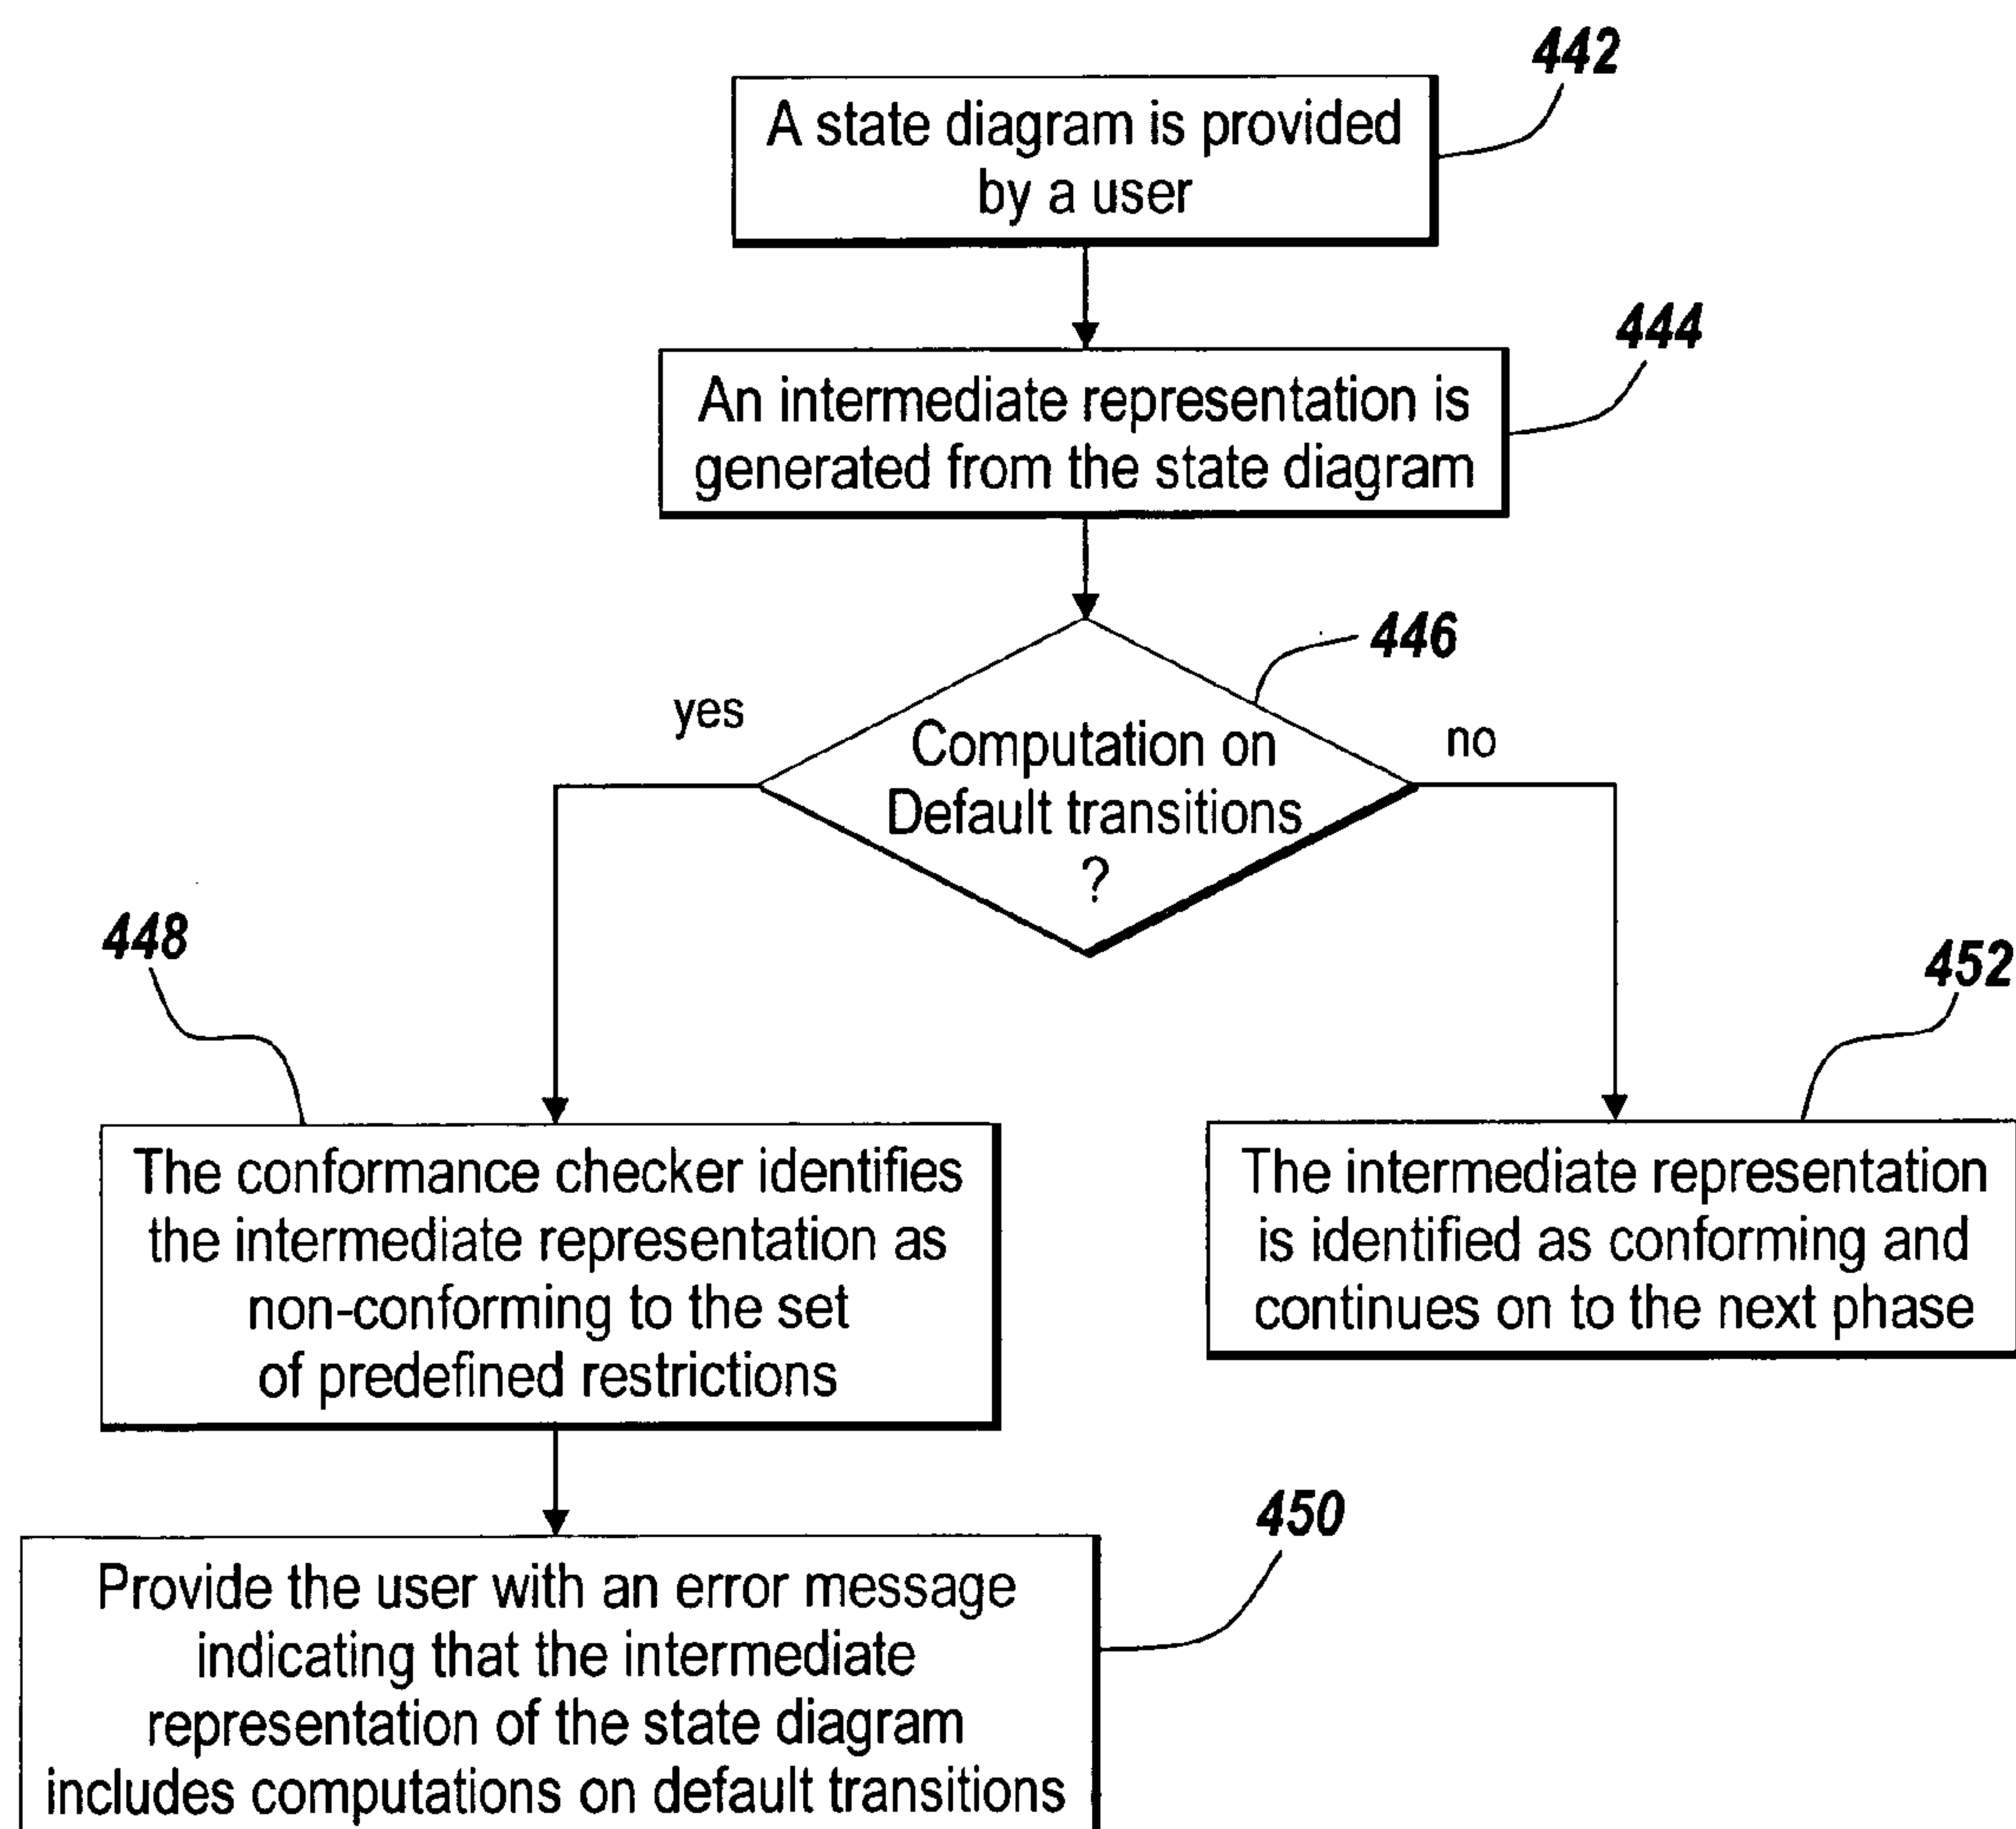 442
A state diagram is provided
by a user
444
An intermediate representation is
generated from the state diagram
446
yes
no
Computation on
Default transitions
?
448
452
The conformance checker identifies
the intermediate representation as
non-conforming to the set
of predefined restrictions
The intermediate representation
is identified as conforming and
continues on to the next phase
450
Provide the user with an error message
indicating that the intermediate
representation of the state diagram
includes computations on default transitions